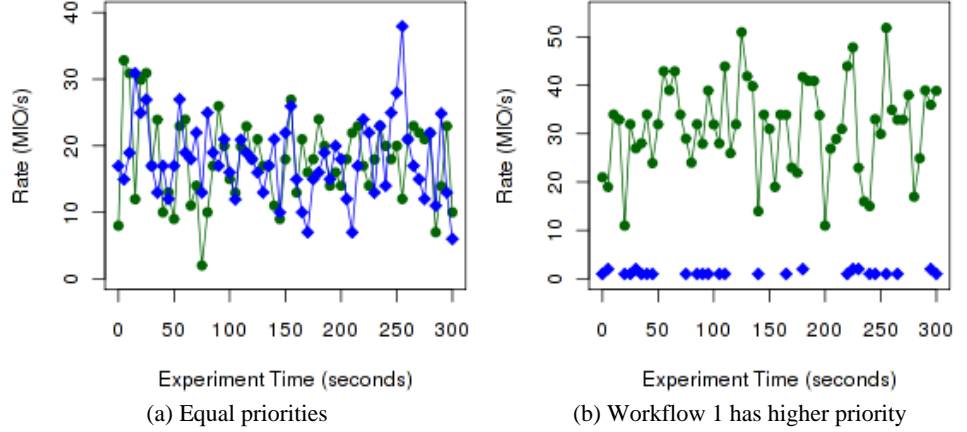 40
30
20
10
0
Rate (MIO/s)
0 50 100 150 200 250 300
Experiment Time (seconds)
(a) Equal priorities
50
40
30
20
10
0
Rate (MIO/s)
0 50 100 150 200 250 300
Experiment Time (seconds)
(b) Workflow 1 has higher priority